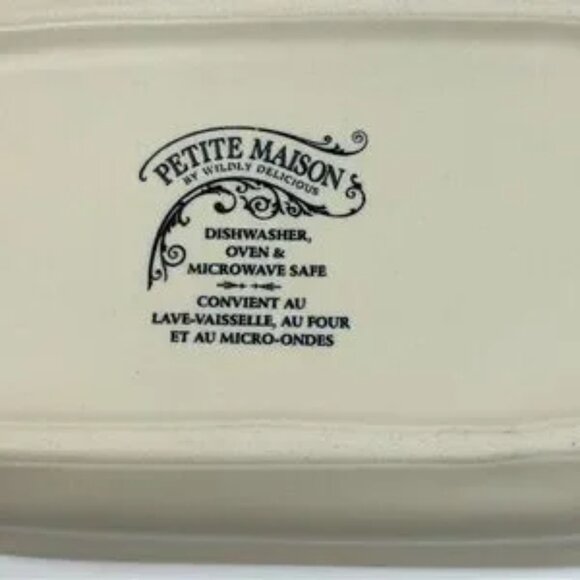 PETITE MAISON
BY WILDLY DELICIOUS
DISHWASHER,
OVEN &
MICROWAVE SAFE
CONVIENT AU
LAVE-VAISSELLE, AU FOUR
ET AU MICRO-ONDES